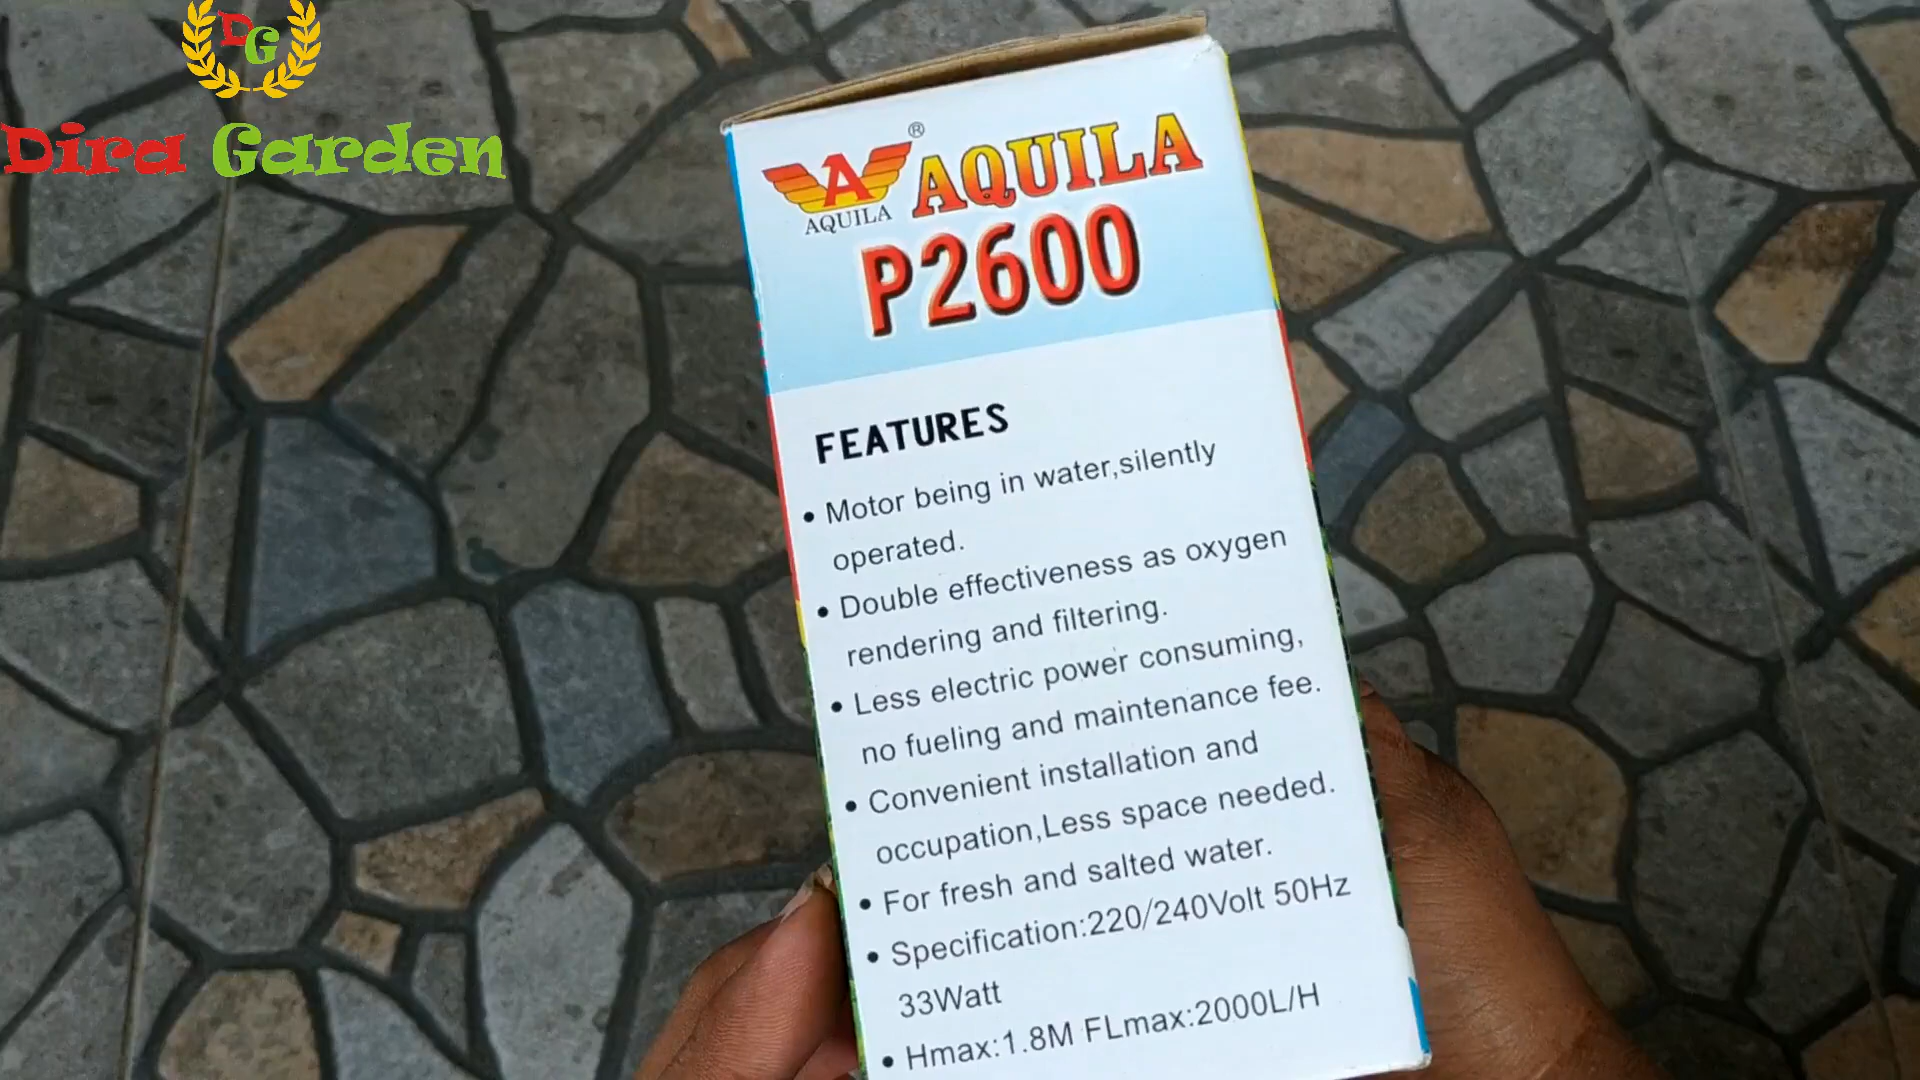 DG
Dira Garden
®
AQUILA
AQUILA
P2600
FEATURES
• Motor being in water,silently
operated.
• Double effectiveness as oxygen
rendering and filtering.
• Less electric power consuming,
no fueling and maintenance fee.
• Convenient installation and
occupation,Less space needed.
• For fresh and salted water.
• Specification:220/240Volt 50Hz
33Watt
• Hmax:1.8M FLmax:2000L/H